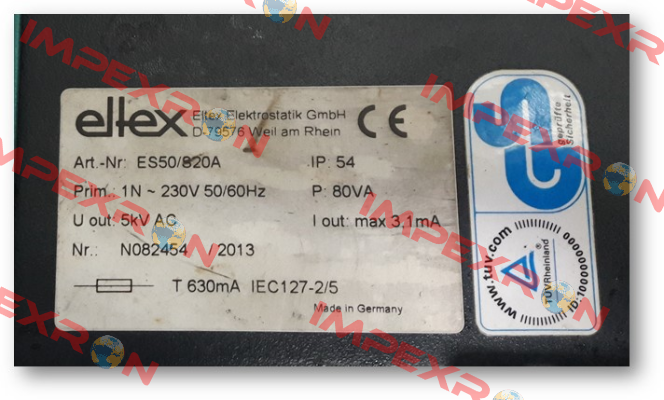 eltex
Eltex Elektrostatik GmbH
D-79576 Weil am Rhein
CE
Art.-Nr: ES50/820A
IP: 54
Prim.: 1N ~ 230V 50/60Hz
P: 80VA
U out: 5kV AC
I out: max 3,1mA
Nr.: N082454 / 2013
T 630mA IEC127-2/5
Made in Germany
geprüfte
Sicherheit
www.tuv.com
TÜVRheinland
®
IMPEXRON
IMPEXRON
IMPEXRON
IMPEXRON
IMPEXRON
IMPEXRON